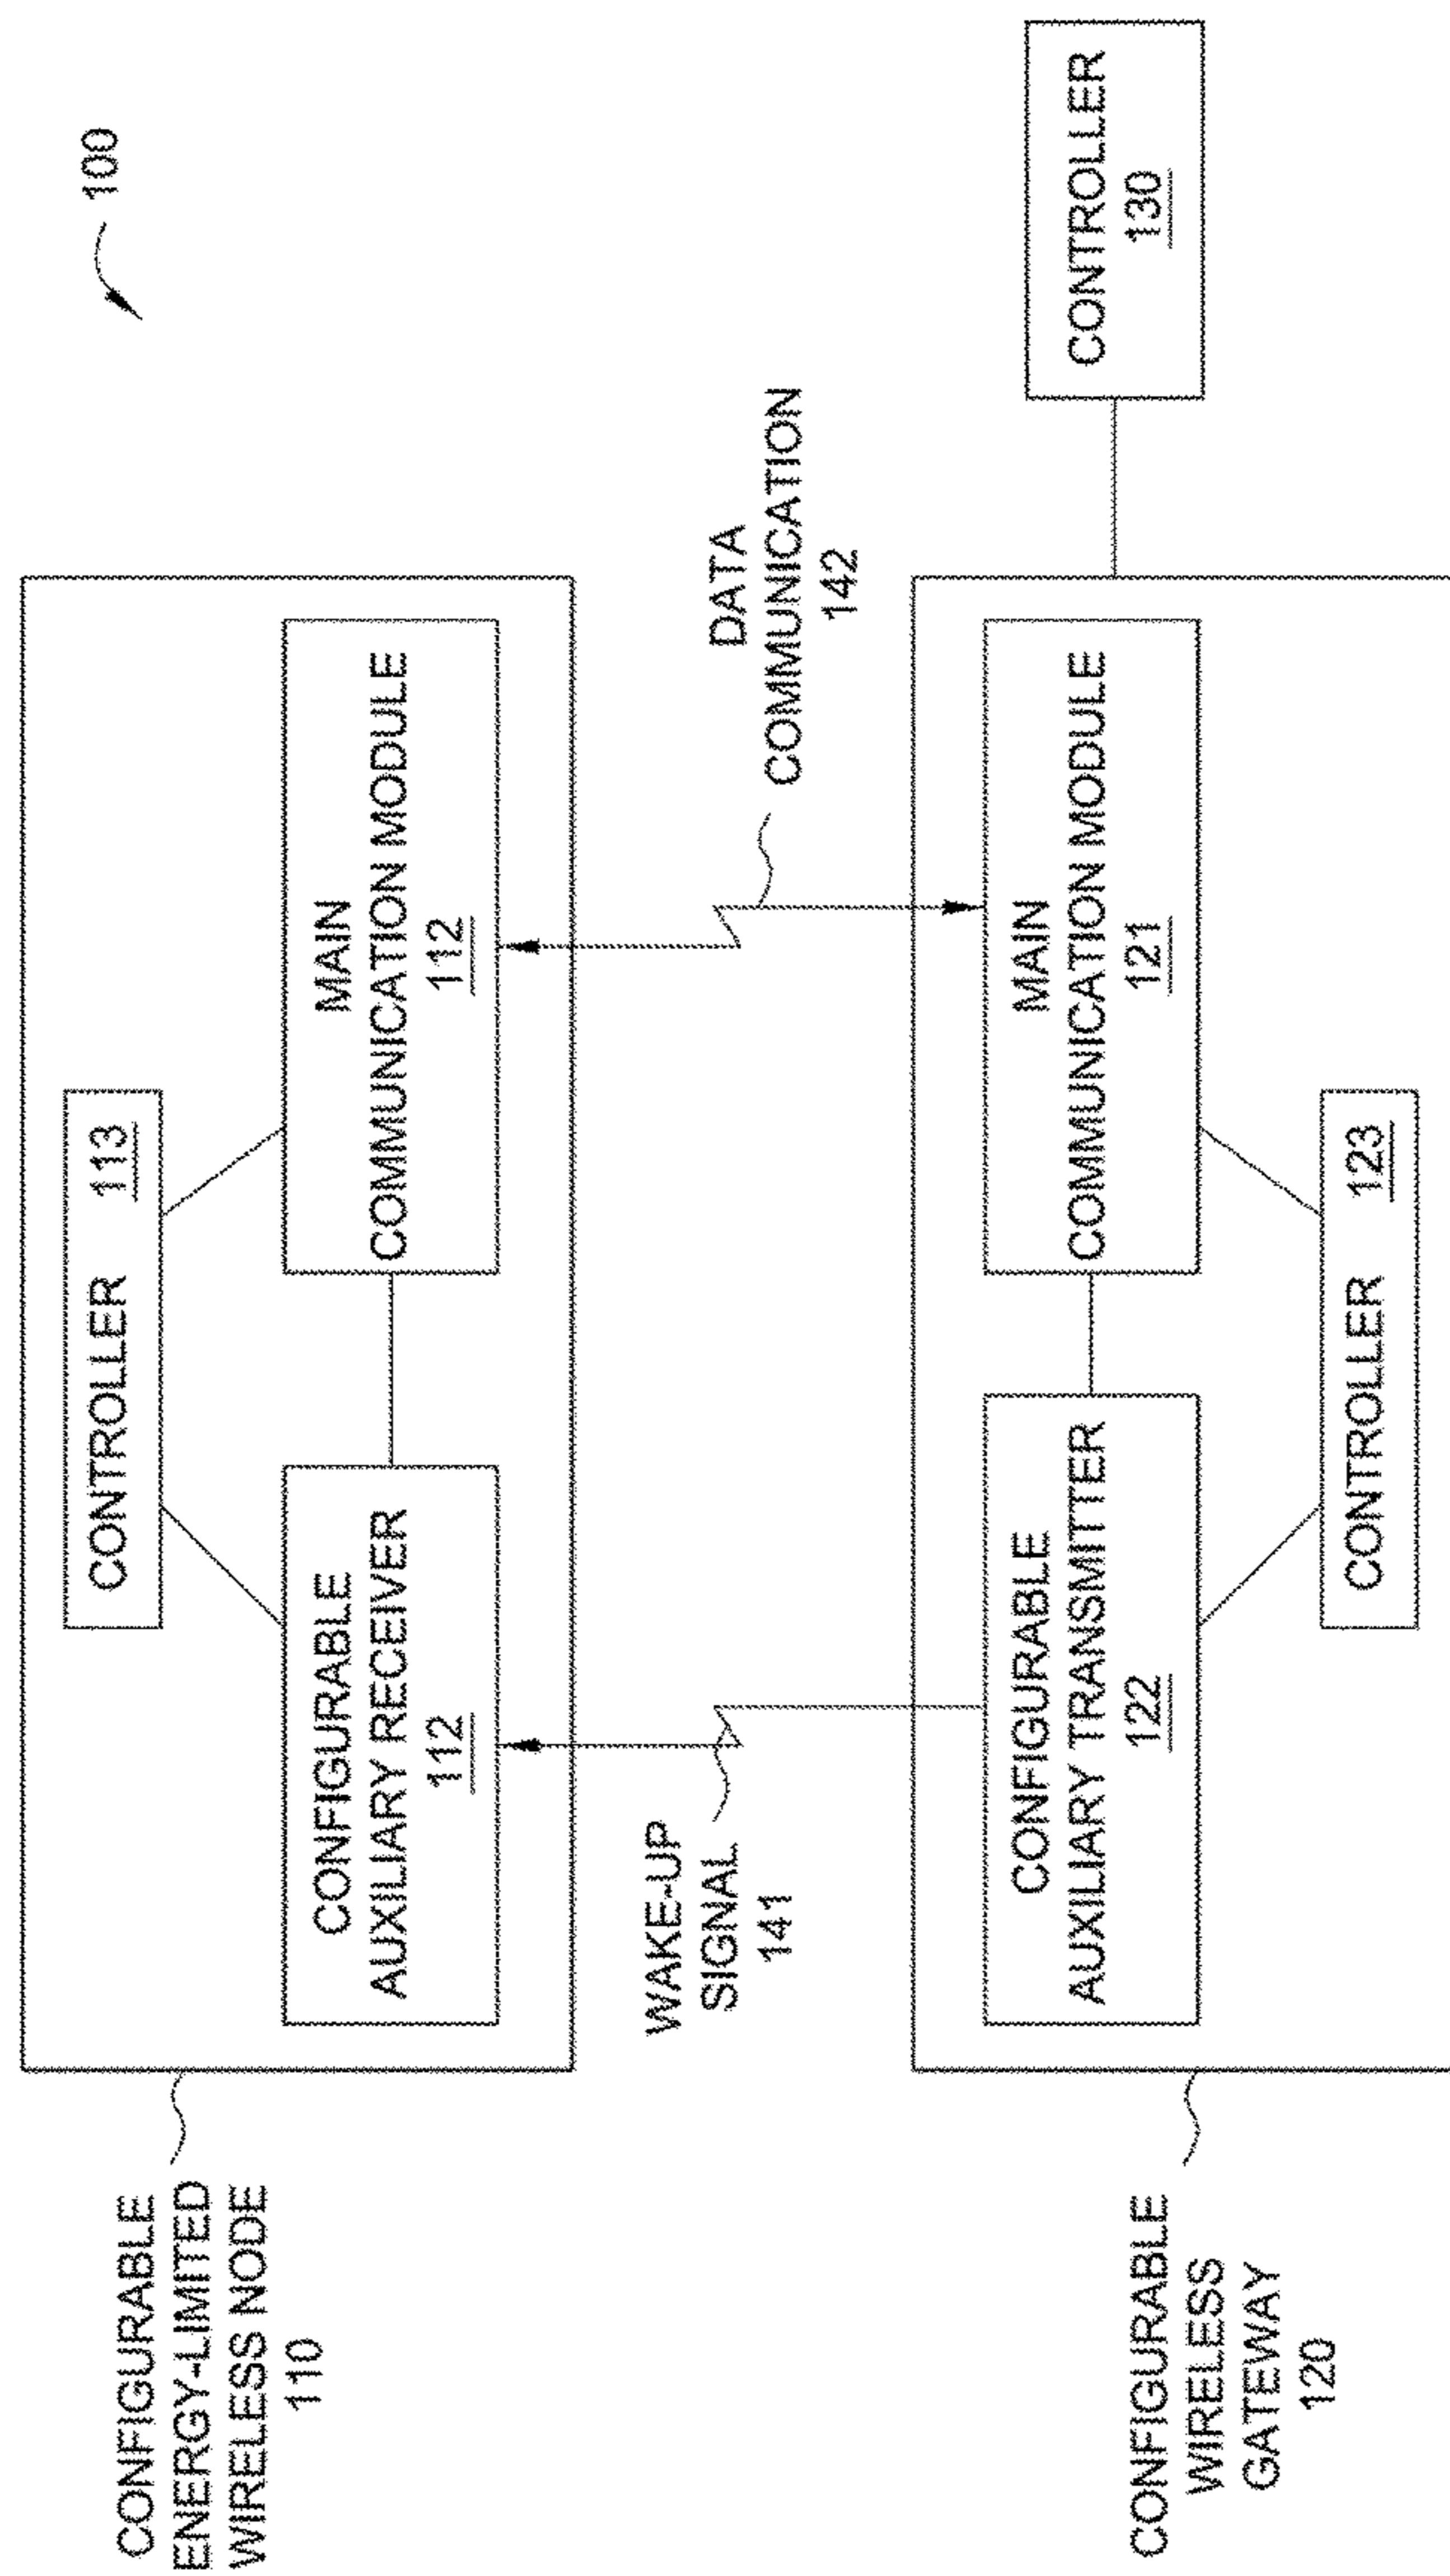 100
CONFIGURABLE
ENERGY-LIMITED
WIRELESS NODE
110
CONTROLLER 113
CONFIGURABLE
AUXILIARY RECEIVER
112
MAIN
COMMUNICATION MODULE
112
WAKE-UP
SIGNAL
141
DATA
COMMUNICATION
142
CONFIGURABLE
WIRELESS
GATEWAY
120
CONFIGURABLE
AUXILIARY TRANSMITTER
122
MAIN
COMMUNICATION MODULE
121
CONTROLLER
130
CONTROLLER 123